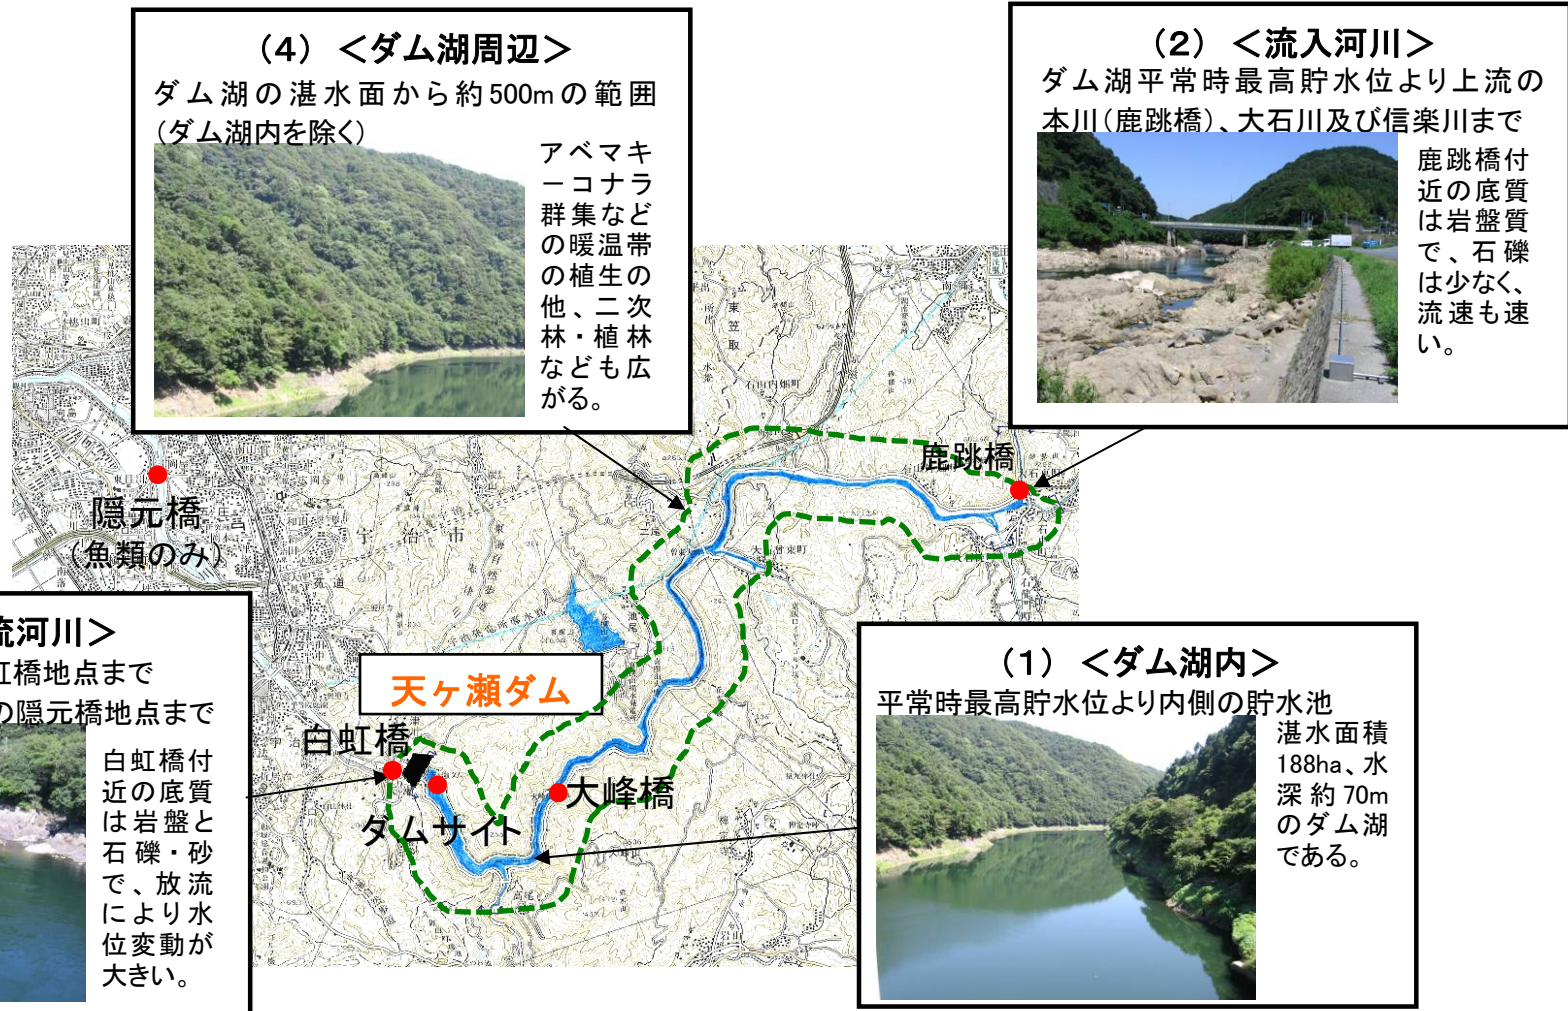 (4) <ダム湖周辺>
ダム湖の湛水面から約500mの範囲
(ダム湖内を除く)
アベマキ
ーコナラ
群集など
の暖温帯
の植生の
他、二次
林・植林
なども広
がる。
(2) <流入河川>
ダム湖平常時最高貯水位より上流の
本川(鹿跳橋)、大石川及び信楽川まで
鹿跳橋付
近の底質
は岩盤質
で、石礫
は少なく、
流速も速
い。
鹿跳橋
隠元橋
(魚類のみ)
宇治市
東笠取
石山内畑町
池尾
天ヶ瀬ダム
白虹橋
ダムサイト
大峰橋
流河川>
虹橋地点まで
の隠元橋地点まで
白虹橋付
近の底質
は岩盤と
石礫・砂
で、放流
により水
位変動が
大きい。
(1) <ダム湖内>
平常時最高貯水位より内側の貯水池
湛水面積
188ha、水
深約70m
のダム湖
である。